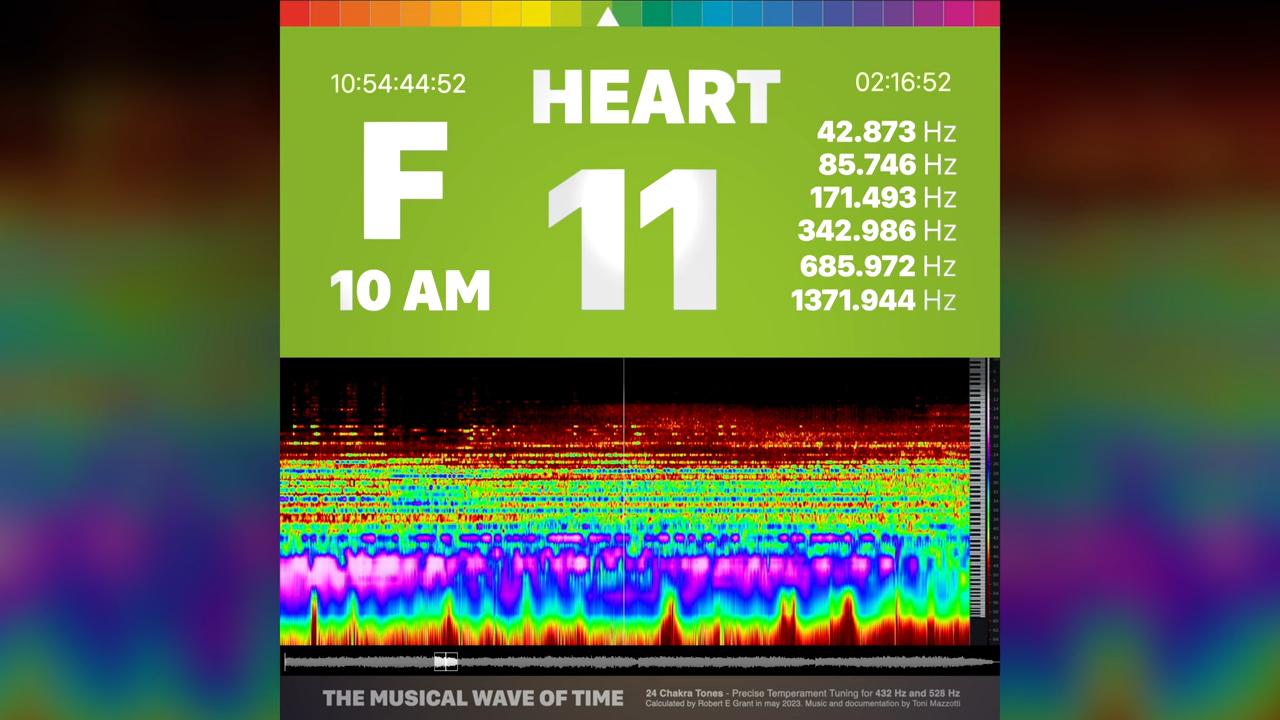 10:54:44:52
HEART
02:16:52
F
11
10 AM
42.873 Hz
85.746 Hz
171.493 Hz
342.986 Hz
685.972 Hz
1371.944 Hz
THE MUSICAL WAVE OF TIME
24 Chakra Tones - Precise Temperament Tuning for 432 Hz and 528 Hz
Calculated by Robert E Grant in may 2023. Music and documentation by Toni Mazzotti